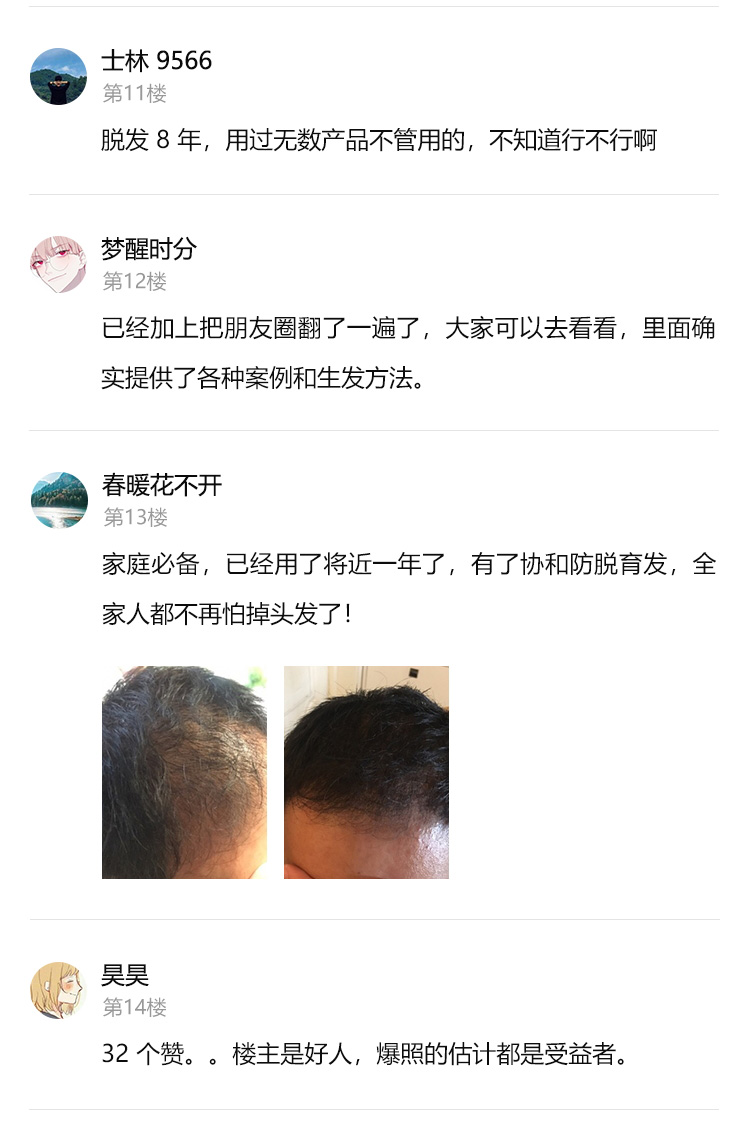 士林 9566
第11楼
脱发 8 年，用过无数产品不管用的，不知道行不行啊
梦醒时分
第12楼
已经加上把朋友圈翻了一遍了，大家可以去看看，里面确
实提供了各种案例和生发方法。
春暖花不开
第13楼
家庭必备，已经用了将近一年了，有了协和防脱育发，全
家人都不再怕掉头发了！
昊昊
第14楼
32 个赞。。楼主是好人，爆照的估计都是受益者。